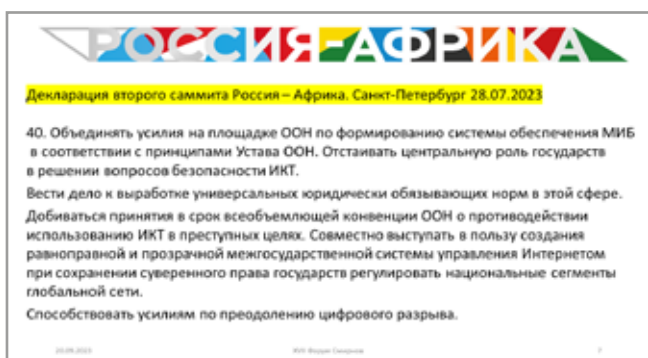 РОССИЯ-АФРИКА
Декларация второго саммита Россия – Африка. Санкт-Петербург 28.07.2023
40. Объединять усилия на площадке ООН по формированию системы обеспечения МИБ
в соответствии с принципами Устава ООН. Отстаивать центральную роль государств
в решении вопросов безопасности ИКТ.
Вести дело к выработке универсальных юридически обязывающих норм в этой сфере.
Добиваться принятия в срок всеобъемлющей конвенции ООН о противодействии
использованию ИКТ в преступных целях. Совместно выступать в пользу создания
равноправной и прозрачной межгосударственной системы управления Интернетом
при сохранении суверенного права государств регулировать национальные сегменты
глобальной сети.
Способствовать усилиям по преодолению цифрового разрыва.
20.09.2023
7